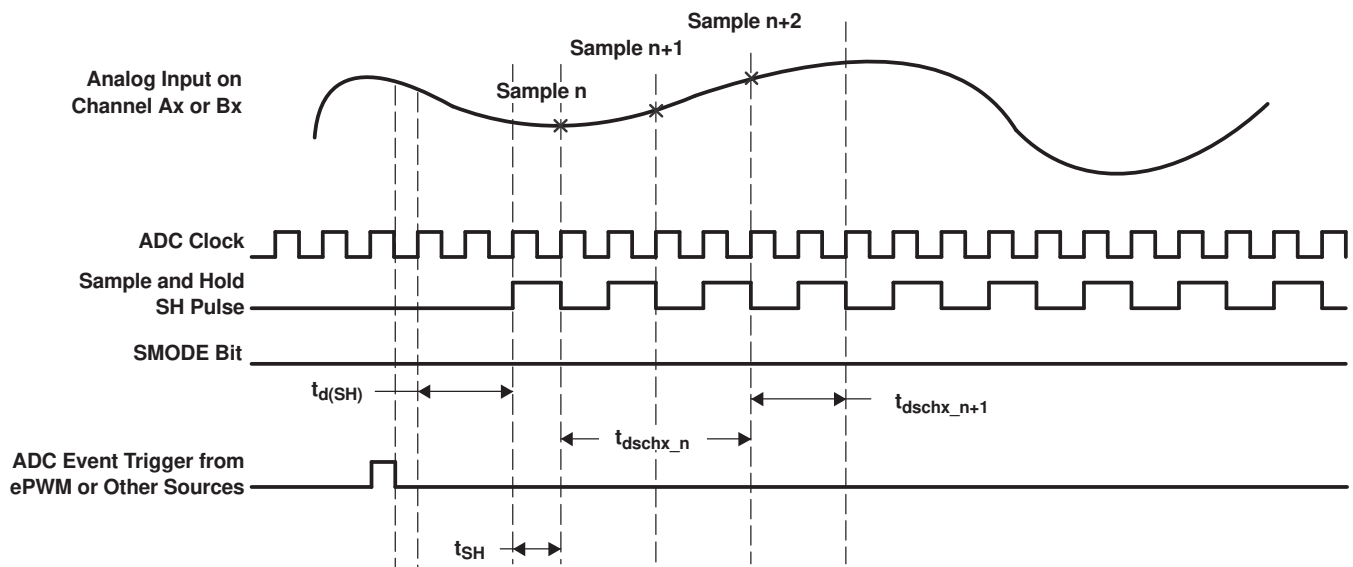 Sample n+2
Sample n+1
Analog Input on
Channel Ax or Bx
Sample n
ADC Clock
Sample and Hold
SH Pulse
SMODE Bit
td(SH)
tdschx_n+1
tdschx_n
ADC Event Trigger from
ePWM or Other Sources
tSH